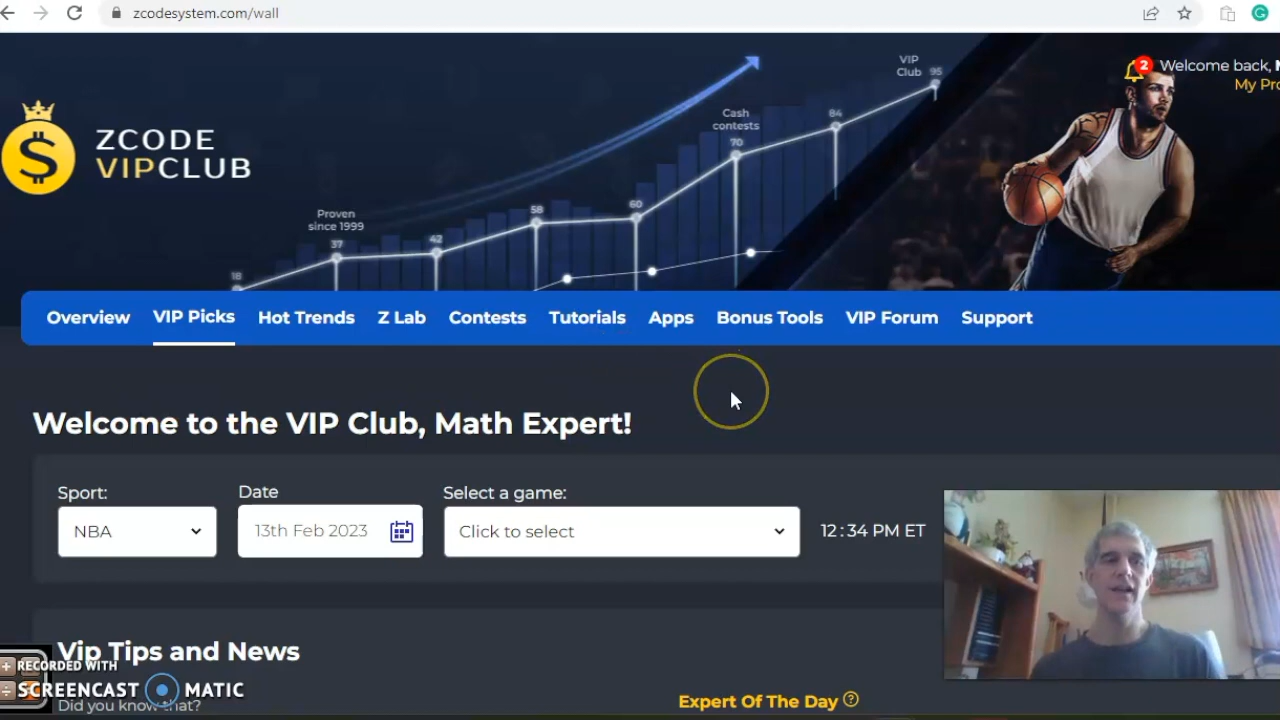 zcodesystem.com/wall
VIP
Club 95
2 Welcome back,
My Pro
84
Cash
contests
70
ZCODE
VIPCLUB
60
58
Proven
since 1999
37
42
18
Overview VIP Picks Hot Trends Z Lab Contests Tutorials Apps Bonus Tools VIP Forum Support
Welcome to the VIP Club, Math Expert!
Sport: Date Select a game:
NBA 13th Feb 2023 Click to select 12:34 PM ET
Vip Tips and News
RECORDED WITH
SCREENCAST MATIC
Did you know that?
Expert Of The Day ?